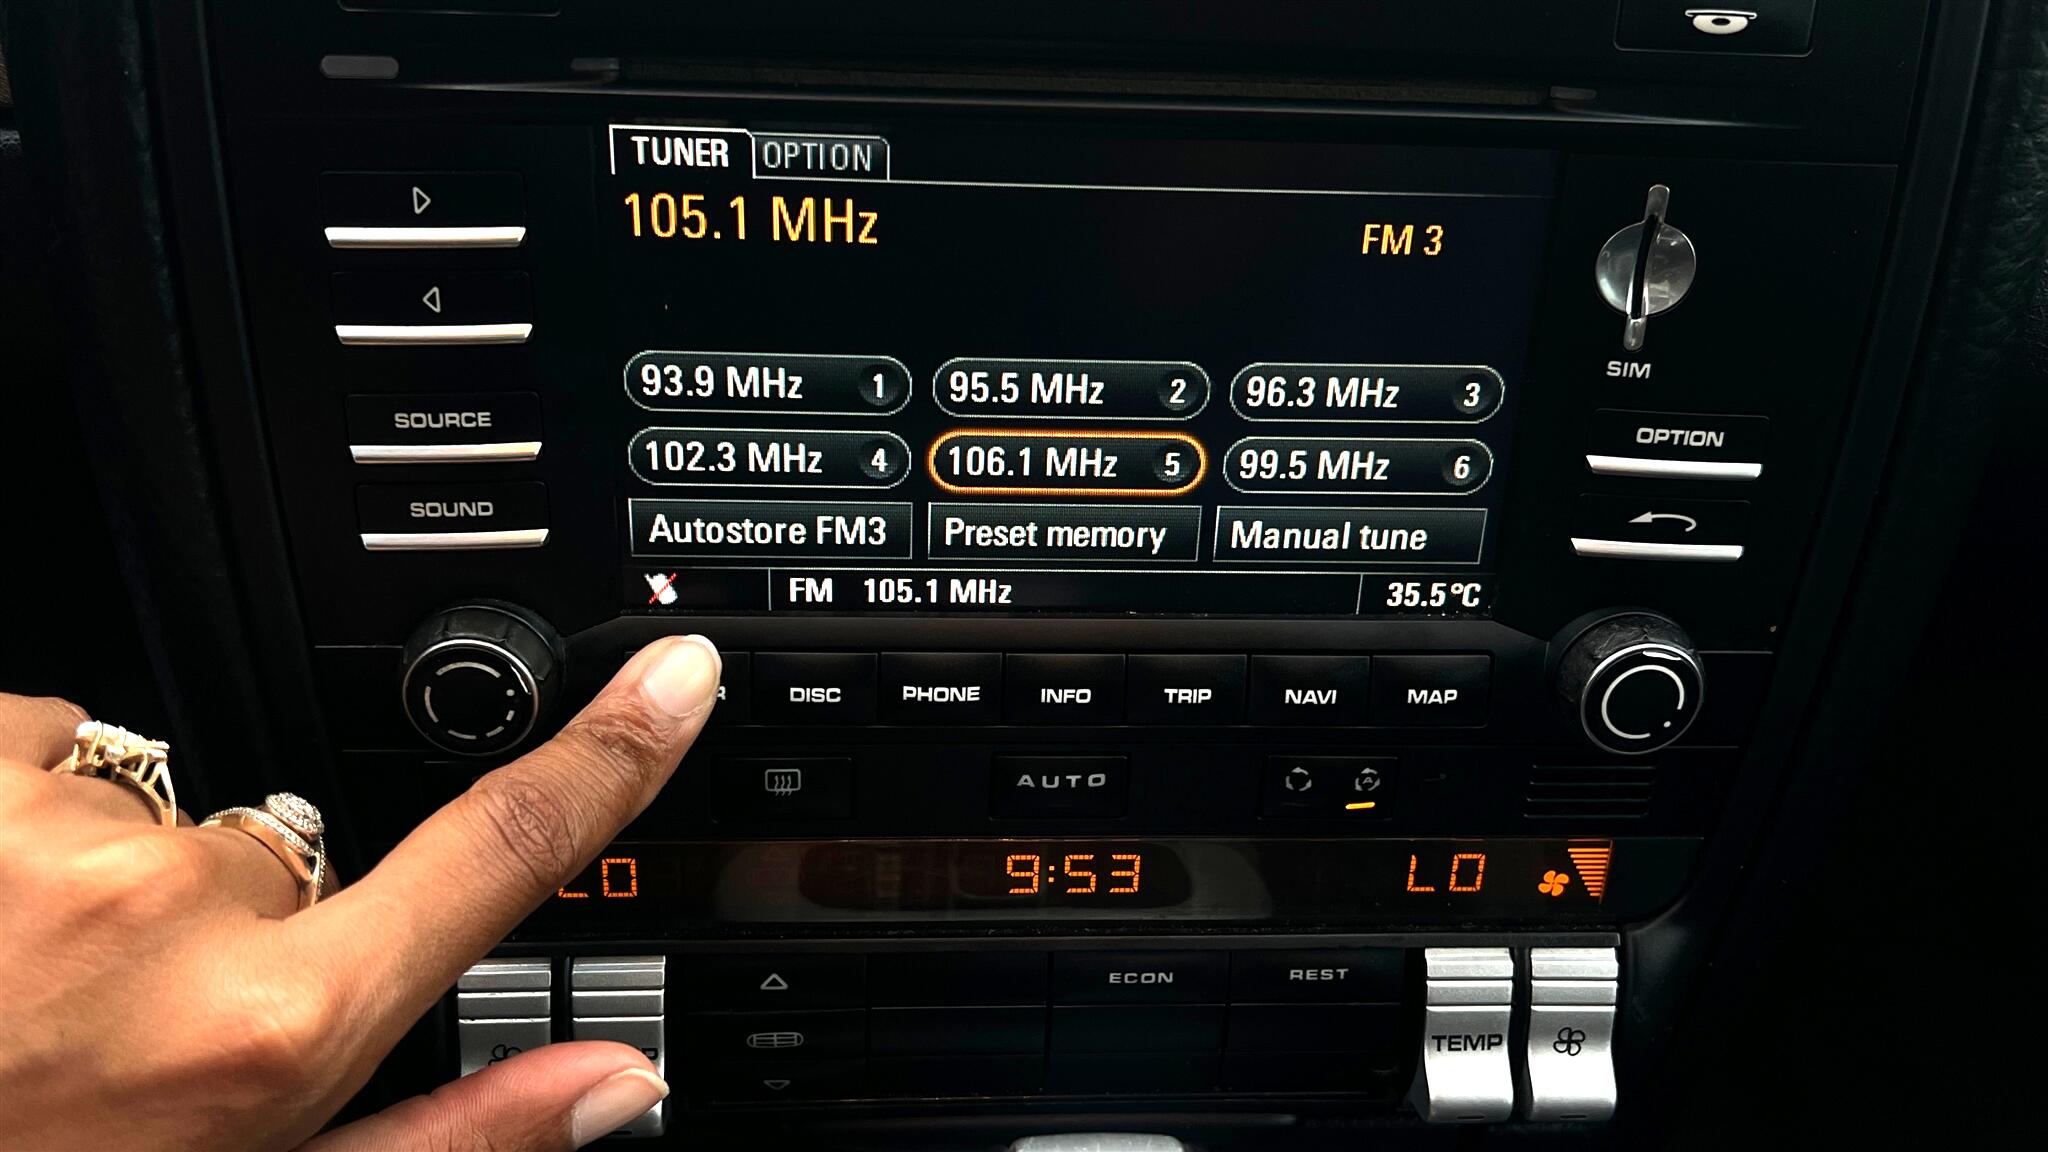 TUNER OPTION
105.1 MHz FM 3
93.9 MHz 1 95.5 MHz 2 96.3 MHz 3
102.3 MHz 4 106.1 MHz 5 99.5 MHz 6
Autostore FM3 Preset memory Manual tune
FM 105.1 MHz 35.5°C
SOURCE
SOUND
SIM
OPTION
R DISC PHONE INFO TRIP NAVI MAP
AUTO A
LO 9:53 LO
ECON REST
P TEMP